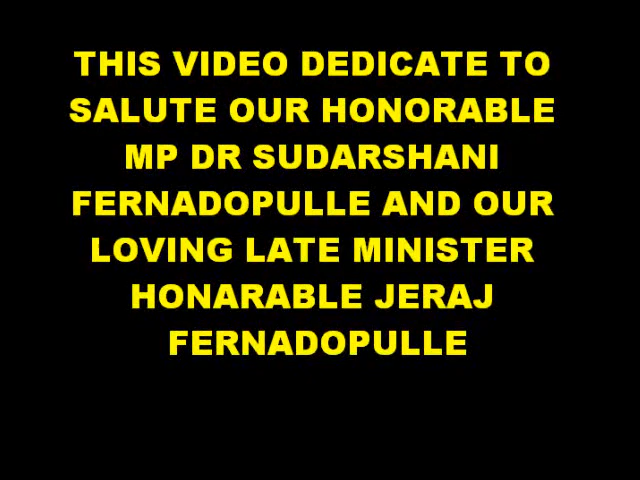 THIS VIDEO DEDICATE TO
SALUTE OUR HONORABLE
MP DR SUDARSHANI
FERNADOPULLE AND OUR
LOVING LATE MINISTER
HONARABLE JERAJ
FERNADOPULLE